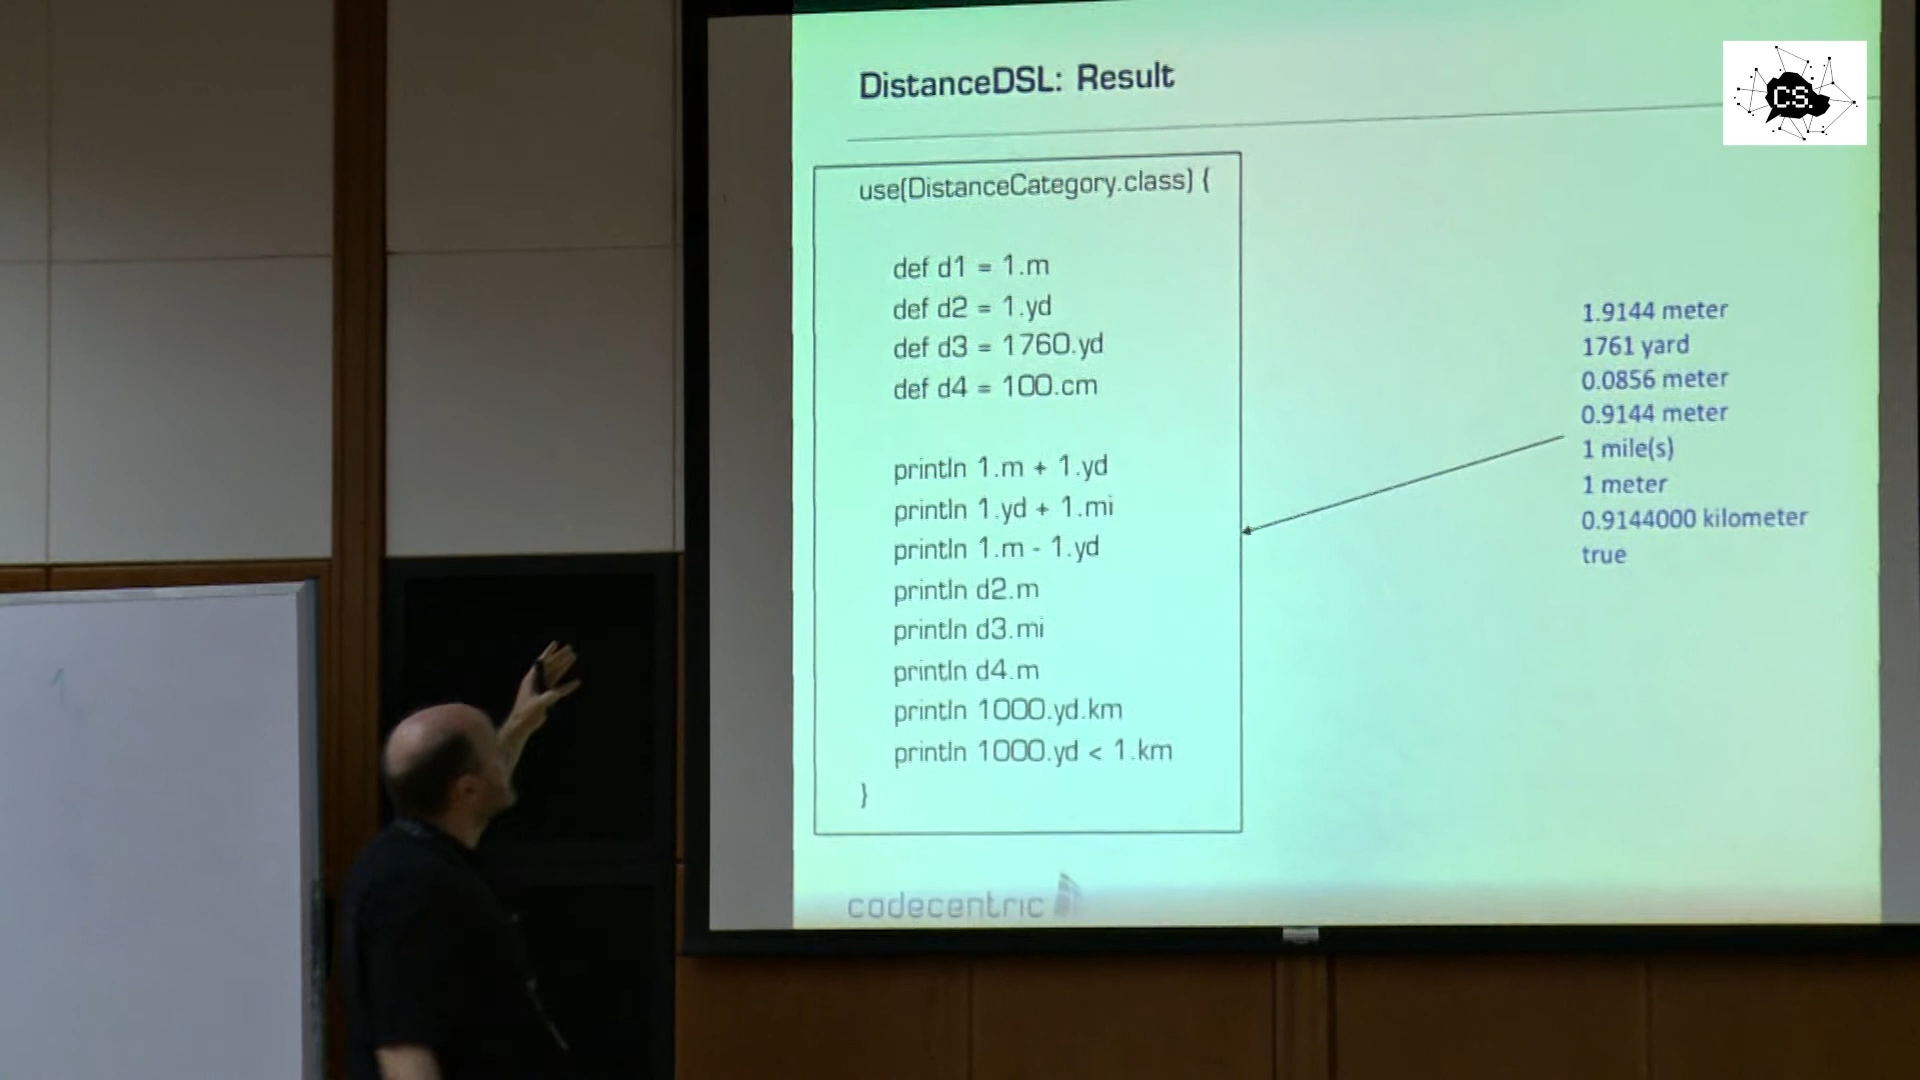 DistanceDSL: Result
CS.
use(DistanceCategory.class) {
def d1 = 1.m
def d2 = 1.yd
def d3 = 1760.yd
def d4 = 100.cm
println 1.m + 1.yd
println 1.yd + 1.mi
println 1.m - 1.yd
println d2.m
println d3.mi
println d4.m
println 1000.yd.km
println 1000.yd < 1.km
}
1.9144 meter
1761 yard
0.0856 meter
0.9144 meter
1 mile(s)
1 meter
0.9144000 kilometer
true
codecentric